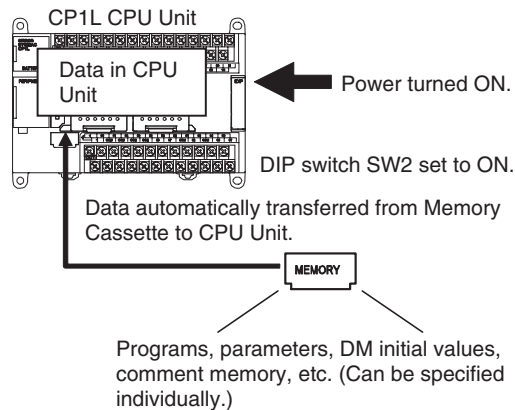 CP1L CPU Unit
Data in CPU
Unit
Power turned ON.
DIP switch SW2 set to ON.
Data automatically transferred from Memory
Cassette to CPU Unit.
MEMORY
Programs, parameters, DM initial values,
comment memory, etc. (Can be specified
individually.)